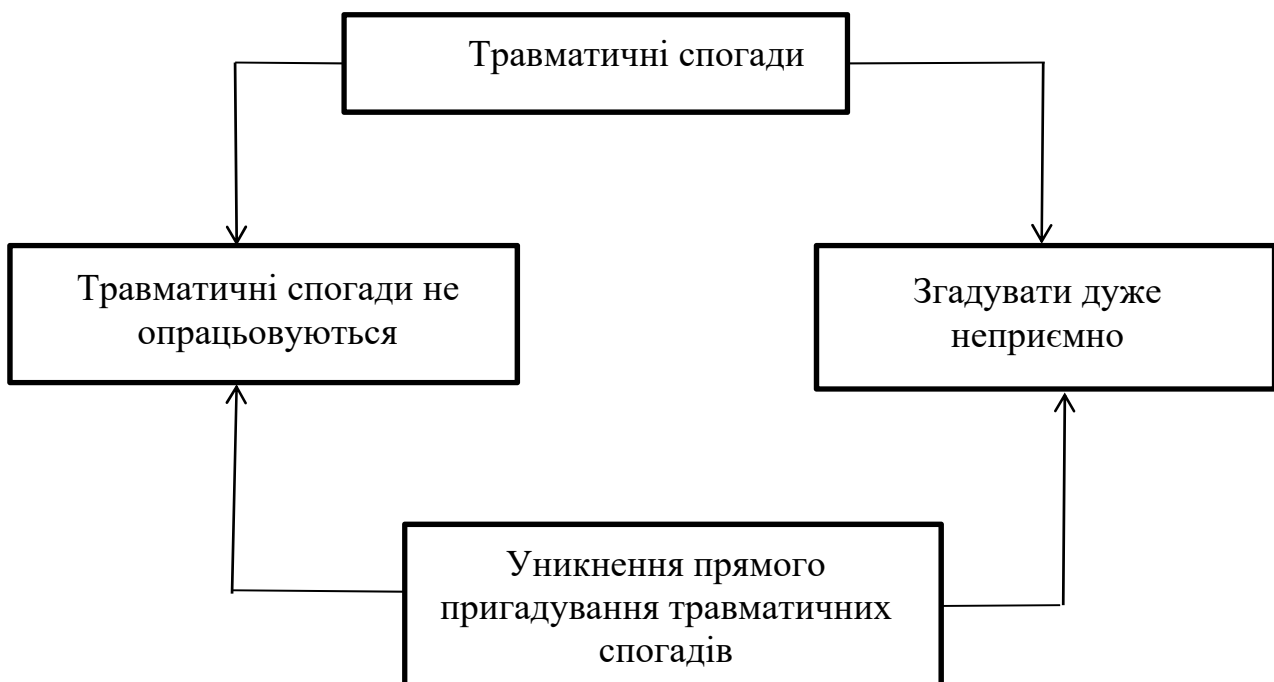 Травматичні спогади
Травматичні спогади не
опрацьовуються
Згадувати дуже
неприємно
Уникнення прямого
пригадування травматичних
спогадів